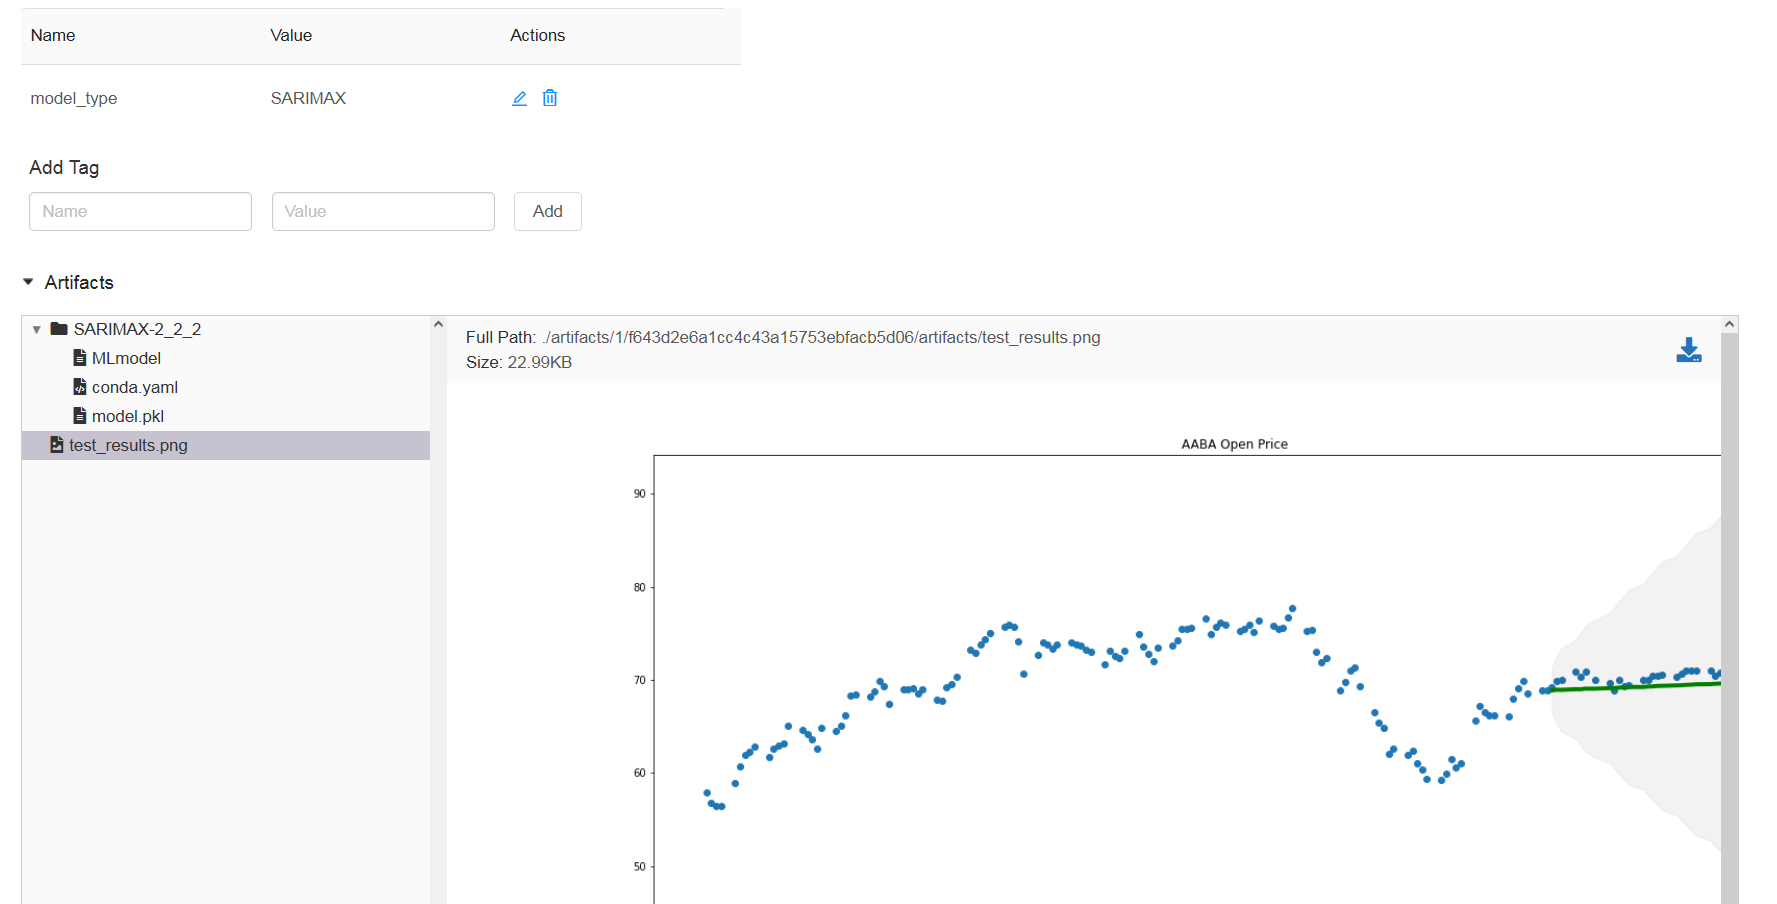 Name Value Actions
model_type SARIMAX
Add Tag
Name Value Add
Artifacts
SARIMAX-2_2_2
MLmodel
conda.yaml
model.pkl
test_results.png
Full Path: ./artifacts/1/f643d2e6a1cc4c43a15753ebfacb5d06/artifacts/test_results.png
Size: 22.99KB
AABA Open Price
90
80
70
60
50